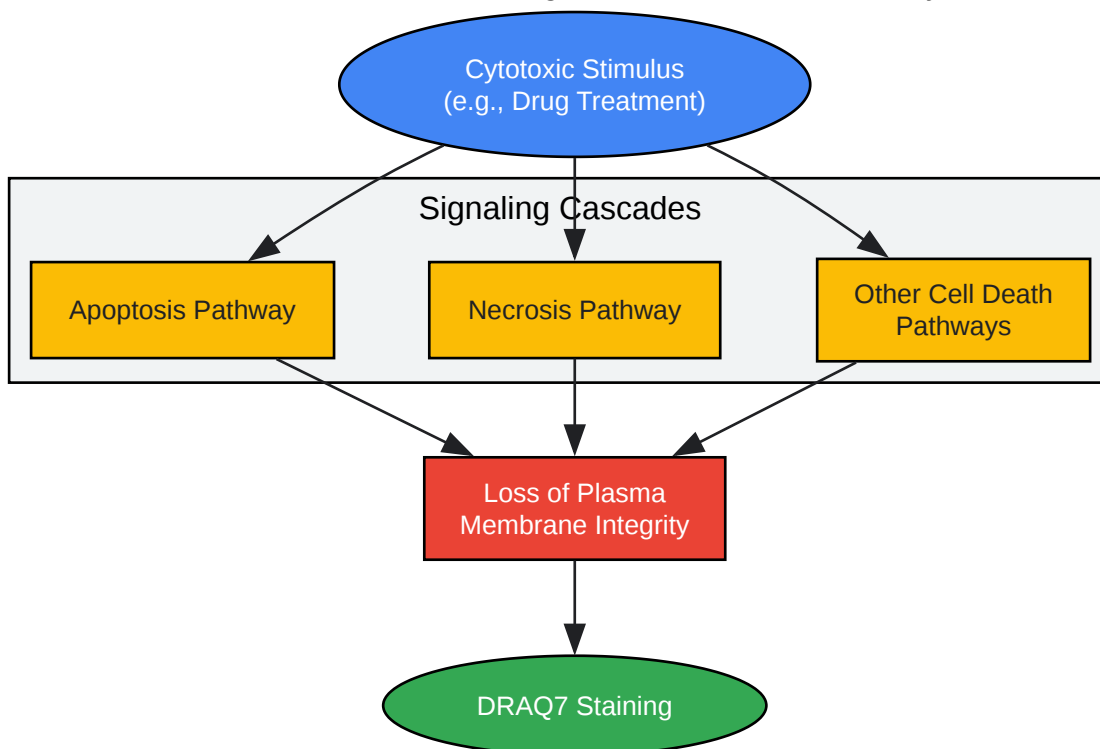 Cytotoxic Stimulus
(e.g., Drug Treatment)
Signaling Cascades
Apoptosis Pathway
Necrosis Pathway
Other Cell Death
Pathways
Loss of Plasma
Membrane Integrity
DRAQ7 Staining